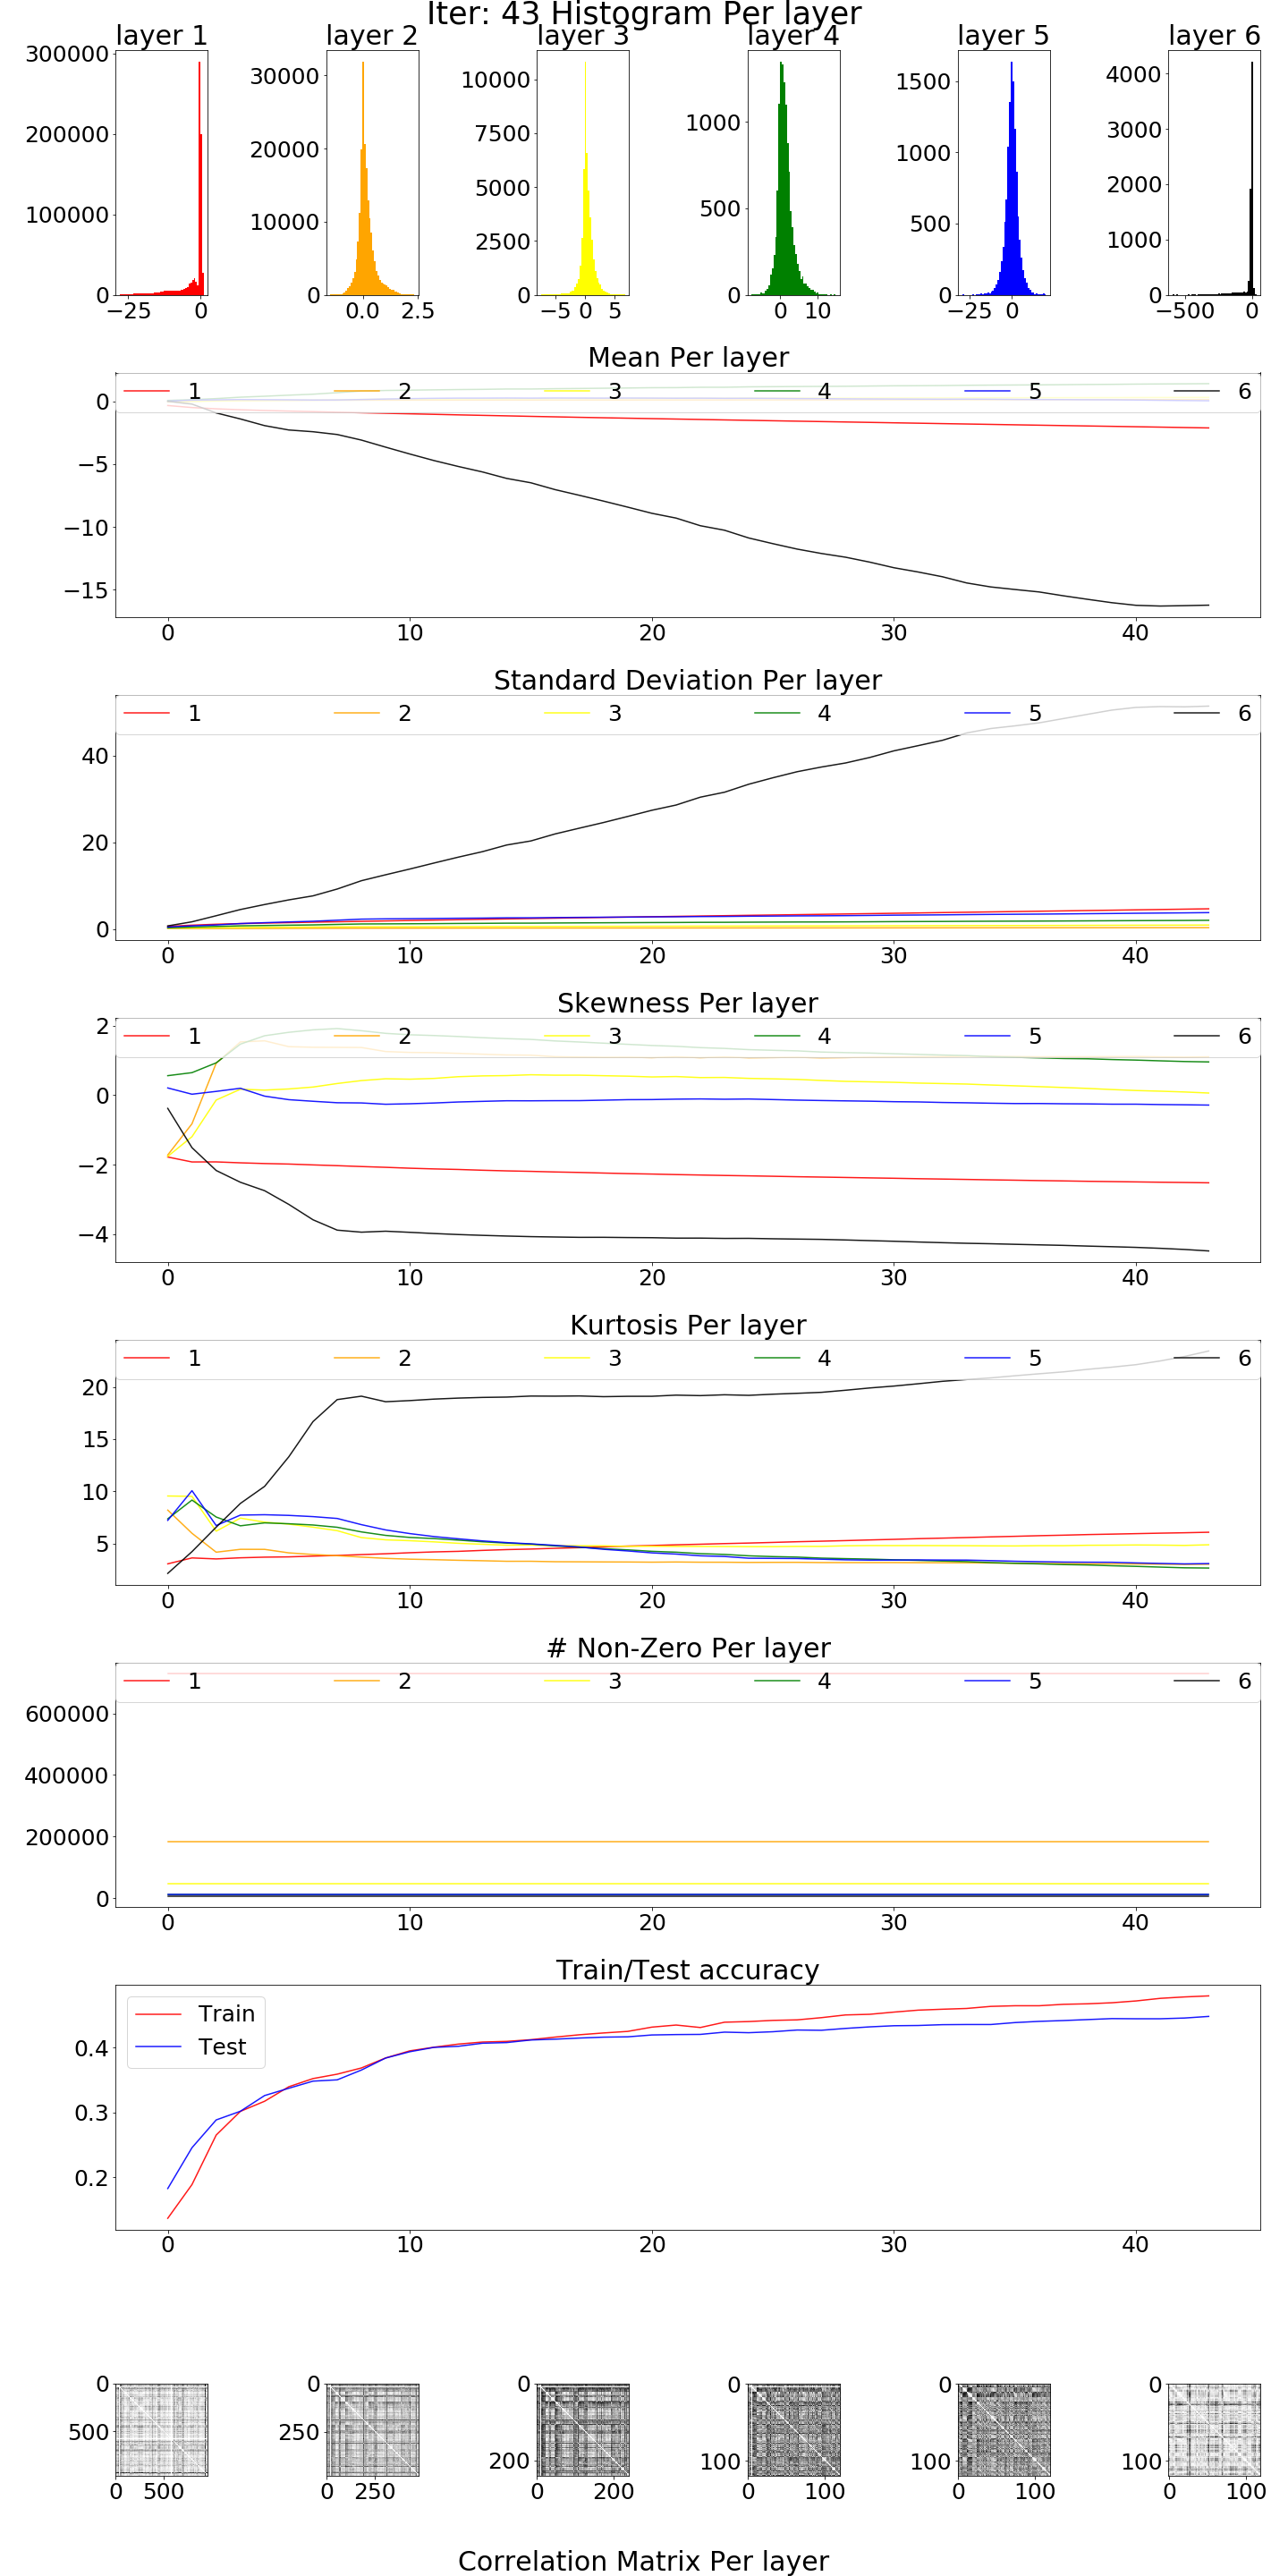 Iter: 43 Histogram Per layer
layer 1 layer 2 layer 3 layer 4 layer 5 layer 6
300000 200000 100000 0
−25 0
30000 20000 10000 0
0.0 2.5
10000 7500 5000 2500 0
−5 0 5
1000 500 0
0 10
1500 1000 500 0
−25 0
4000 3000 2000 1000 0
−500 0
Mean Per layer
1 2 3 4 5 6
0
−5
−10
−15
0 10 20 30 40
Standard Deviation Per layer
1 2 3 4 5 6
40
20
0
0 10 20 30 40
Skewness Per layer
2
1 2 3 4 5 6
0
−2
−4
0 10 20 30 40
Kurtosis Per layer
1 2 3 4 5 6
20
15
10
5
0 10 20 30 40
# Non-Zero Per layer
1 2 3 4 5 6
600000
400000
200000
0
0 10 20 30 40
Train/Test accuracy
Train
Test
0.4
0.3
0.2
0 10 20 30 40
0 500
0 500
0 250
0 250
0 200
0 200
0 100
0 100
0 100
0 100
0 100
0 100
Correlation Matrix Per layer